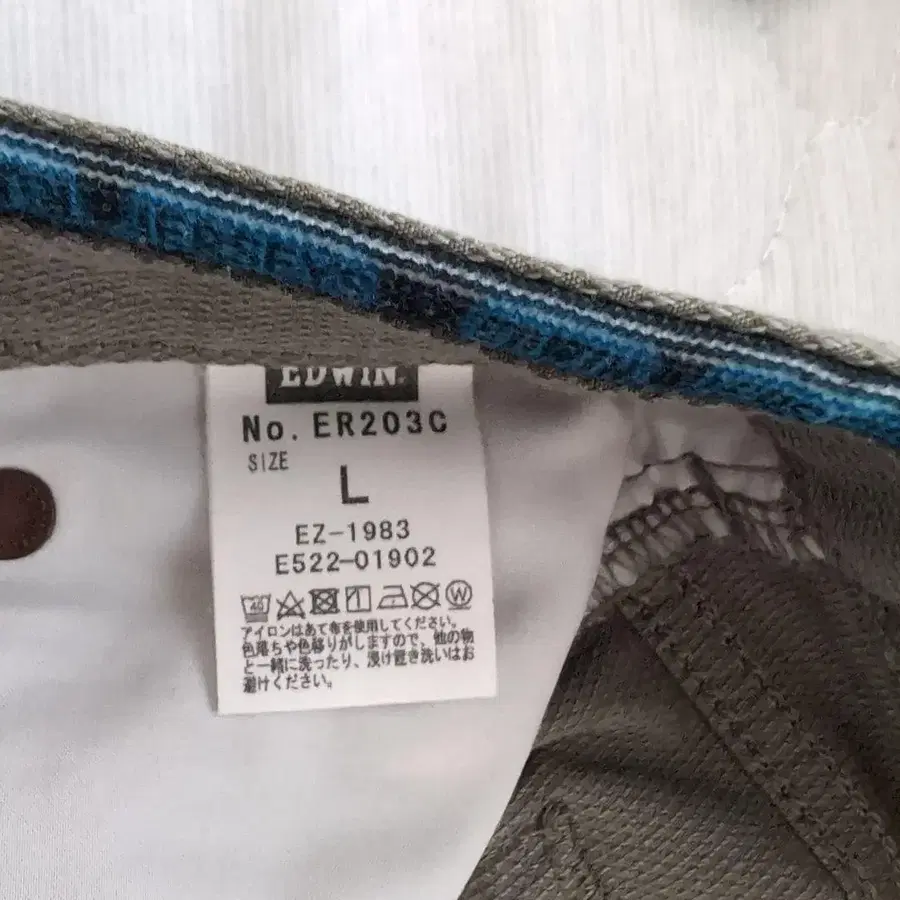 EDWIN
No. ER203C
SIZE
L
EZ-1983
E522-01902
40 W
アイロンはあて布を使用してください。
色落ちや色移りがしますので、他の物
と一緒に洗ったり、浸け置き洗いはお
避けください。